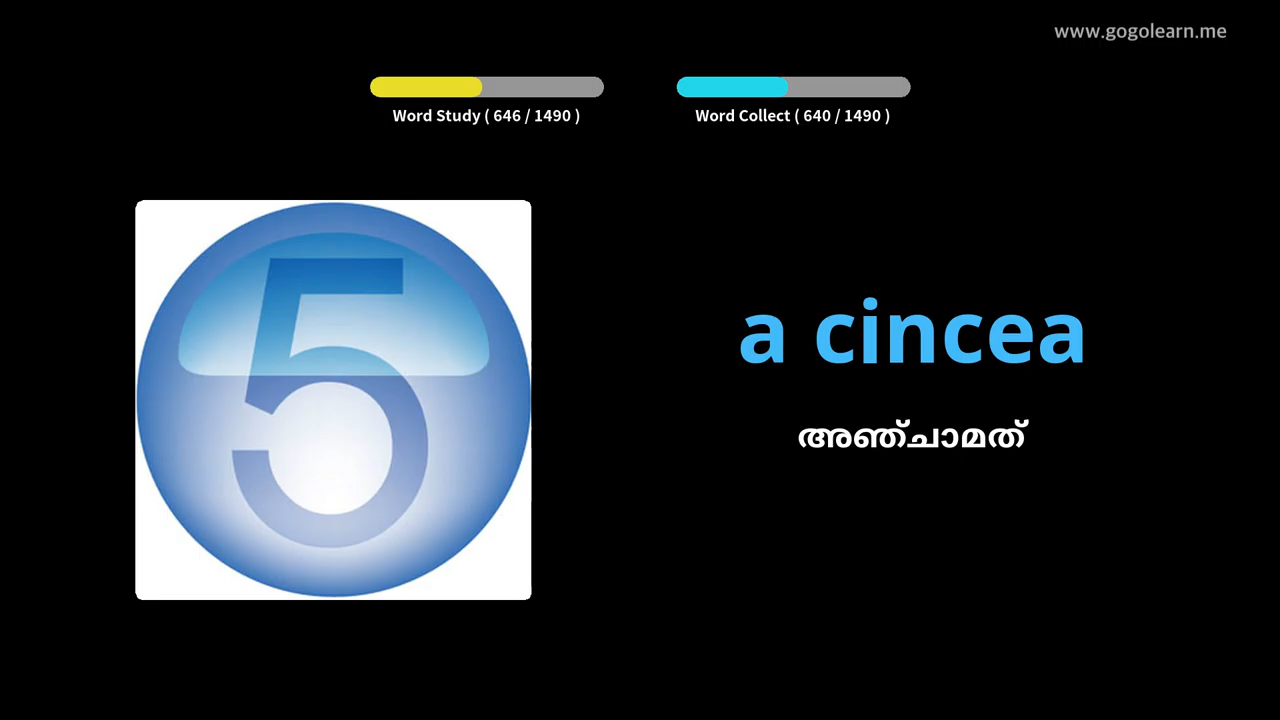 www.gogolearn.me
Word Study ( 646 / 1490 )
Word Collect ( 640 / 1490 )
5
a cincea
അഞ്ചാമത്